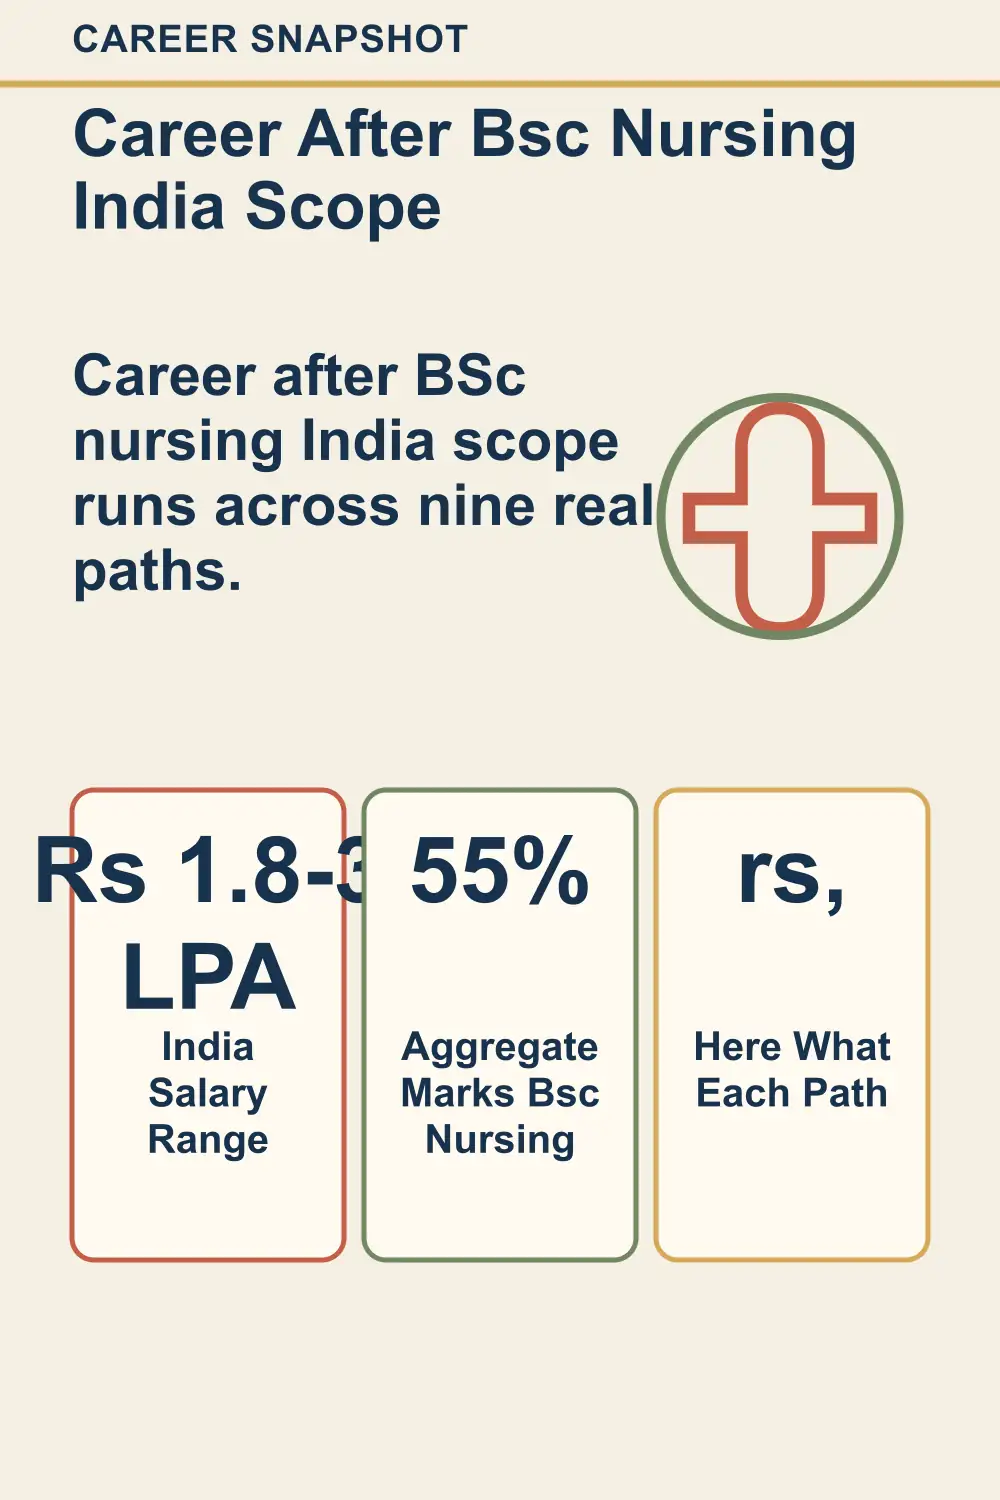 CAREER SNAPSHOT
Career After Bsc Nursing
India Scope
Career after BSc
nursing India scope
runs across nine real
paths.
Rs 1.8-3
LPA
India
Salary
Range
55%
Aggregate
Marks Bsc
Nursing
rs,
Here What
Each Path